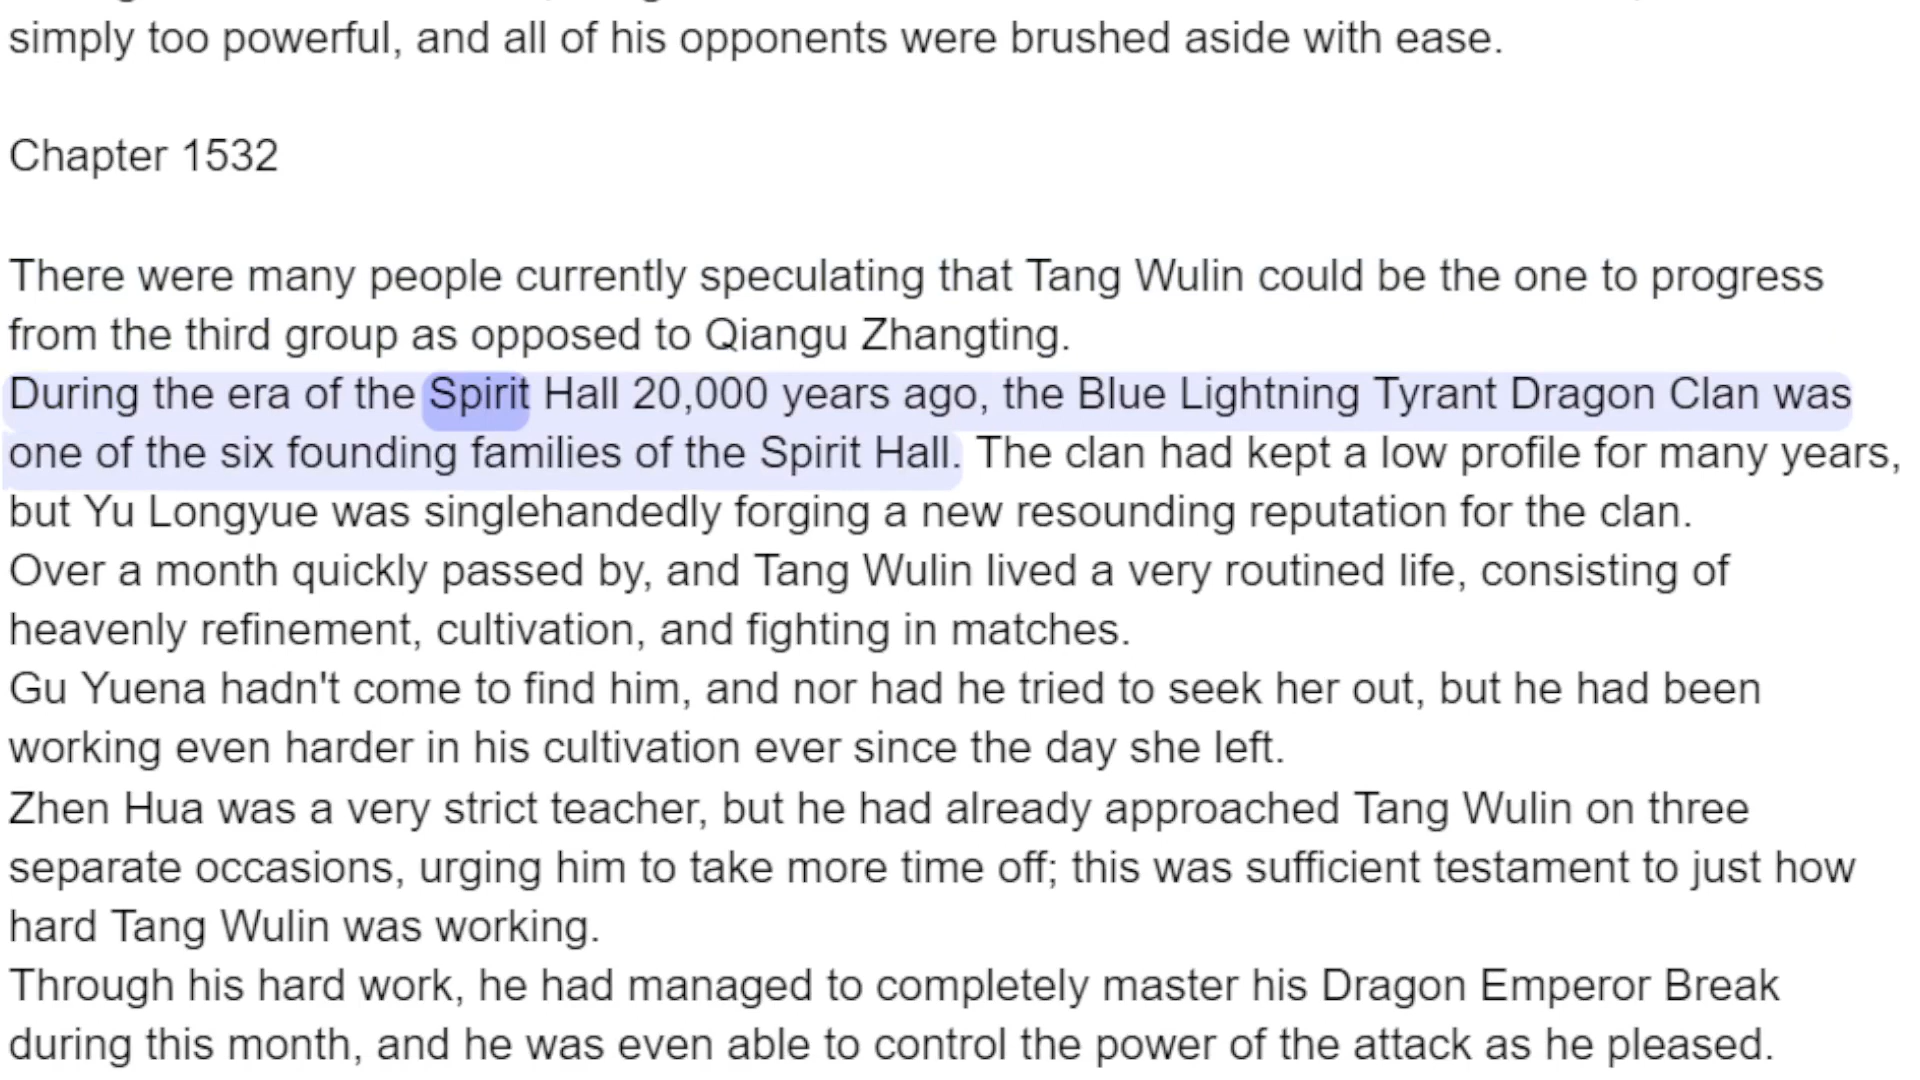 simply too powerful, and all of his opponents were brushed aside with ease.
Chapter 1532
There were many people currently speculating that Tang Wulin could be the one to progress
from the third group as opposed to Qiangu Zhangting.
During the era of the Spirit Hall 20,000 years ago, the Blue Lightning Tyrant Dragon Clan was
one of the six founding families of the Spirit Hall. The clan had kept a low profile for many years,
but Yu Longyue was singlehandedly forging a new resounding reputation for the clan.
Over a month quickly passed by, and Tang Wulin lived a very routined life, consisting of
heavenly refinement, cultivation, and fighting in matches.
Gu Yuena hadn't come to find him, and nor had he tried to seek her out, but he had been
working even harder in his cultivation ever since the day she left.
Zhen Hua was a very strict teacher, but he had already approached Tang Wulin on three
separate occasions, urging him to take more time off; this was sufficient testament to just how
hard Tang Wulin was working.
Through his hard work, he had managed to completely master his Dragon Emperor Break
during this month, and he was even able to control the power of the attack as he pleased.